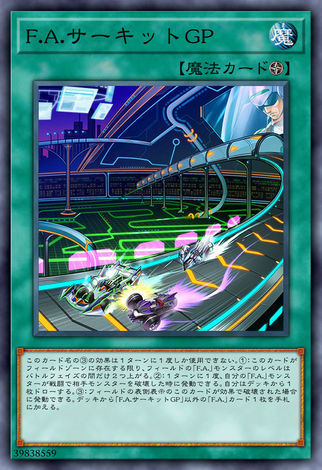 F.A.サーキットGP
魔
【魔法カード】
このカード名の③の効果は１ターンに１度しか使用できない。①：このカードが
フィールドゾーンに存在する限り、フィールドの「F.A.」モンスターのレベルは
バトルフェイズの間だけ２つ上がる。②：１ターンに１度、自分の「F.A.」モンス
ターが戦闘で相手モンスターを破壊した時に発動できる。自分はデッキから１
枚ドローする。③：フィールドの表側表示のこのカードが効果で破壊された場合
に発動できる。デッキから「F.A.サーキットGP」以外の「F.A.」カード１枚を手札
に加える。
39838559